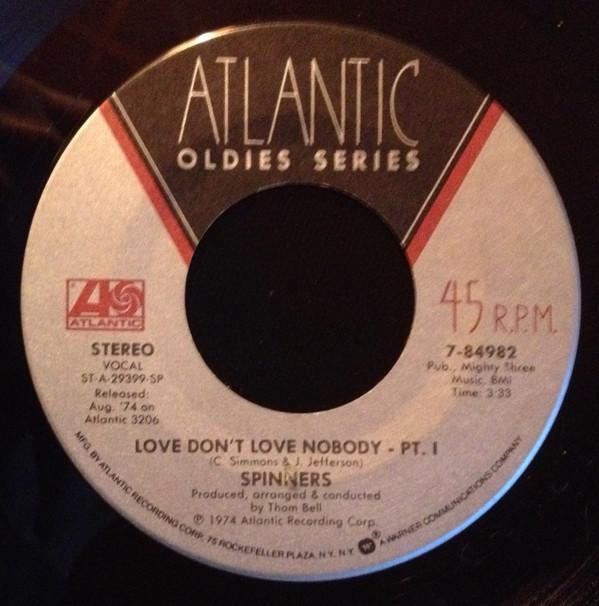 ATLANTIC
OLDIES SERIES
ATLANTIC
STEREO
VOCAL
ST-A-29399-SP
Released:
Aug. '74 on
Atlantic 3206
45 R.P.M.
7-84982
Pub., Mighty Three
Music, BMI
Time: 3:33
LOVE DON'T LOVE NOBODY - PT. I
(C. Simmons & J. Jefferson)
SPINNERS
Produced, arranged & conducted
by Thom Bell
℗ 1974 Atlantic Recording Corp.
MFG. BY ATLANTIC RECORDING CORP. 75 ROCKEFELLER PLAZA, N.Y. N.Y. ® A WARNER COMMUNICATIONS COMPANY